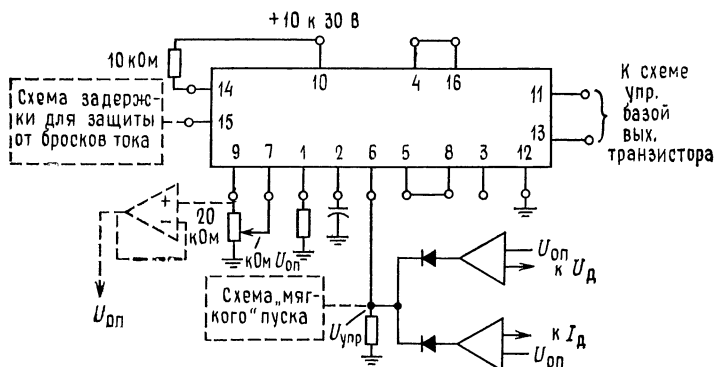 +10 к 30 В
10 кОм
14
10
4
16
Схема задерж-
ки для защиты
от бросков тока
15
11
13
К схеме
упр.
базой
вых.
транзистора
9
7
1
2
6
5
8
3
12
+
−
20
кОм
кОм Uоп
Uоп
Схема „мяг-
кого" пуска
Uупр
Uоп
к Uд
к Iд
Uоп